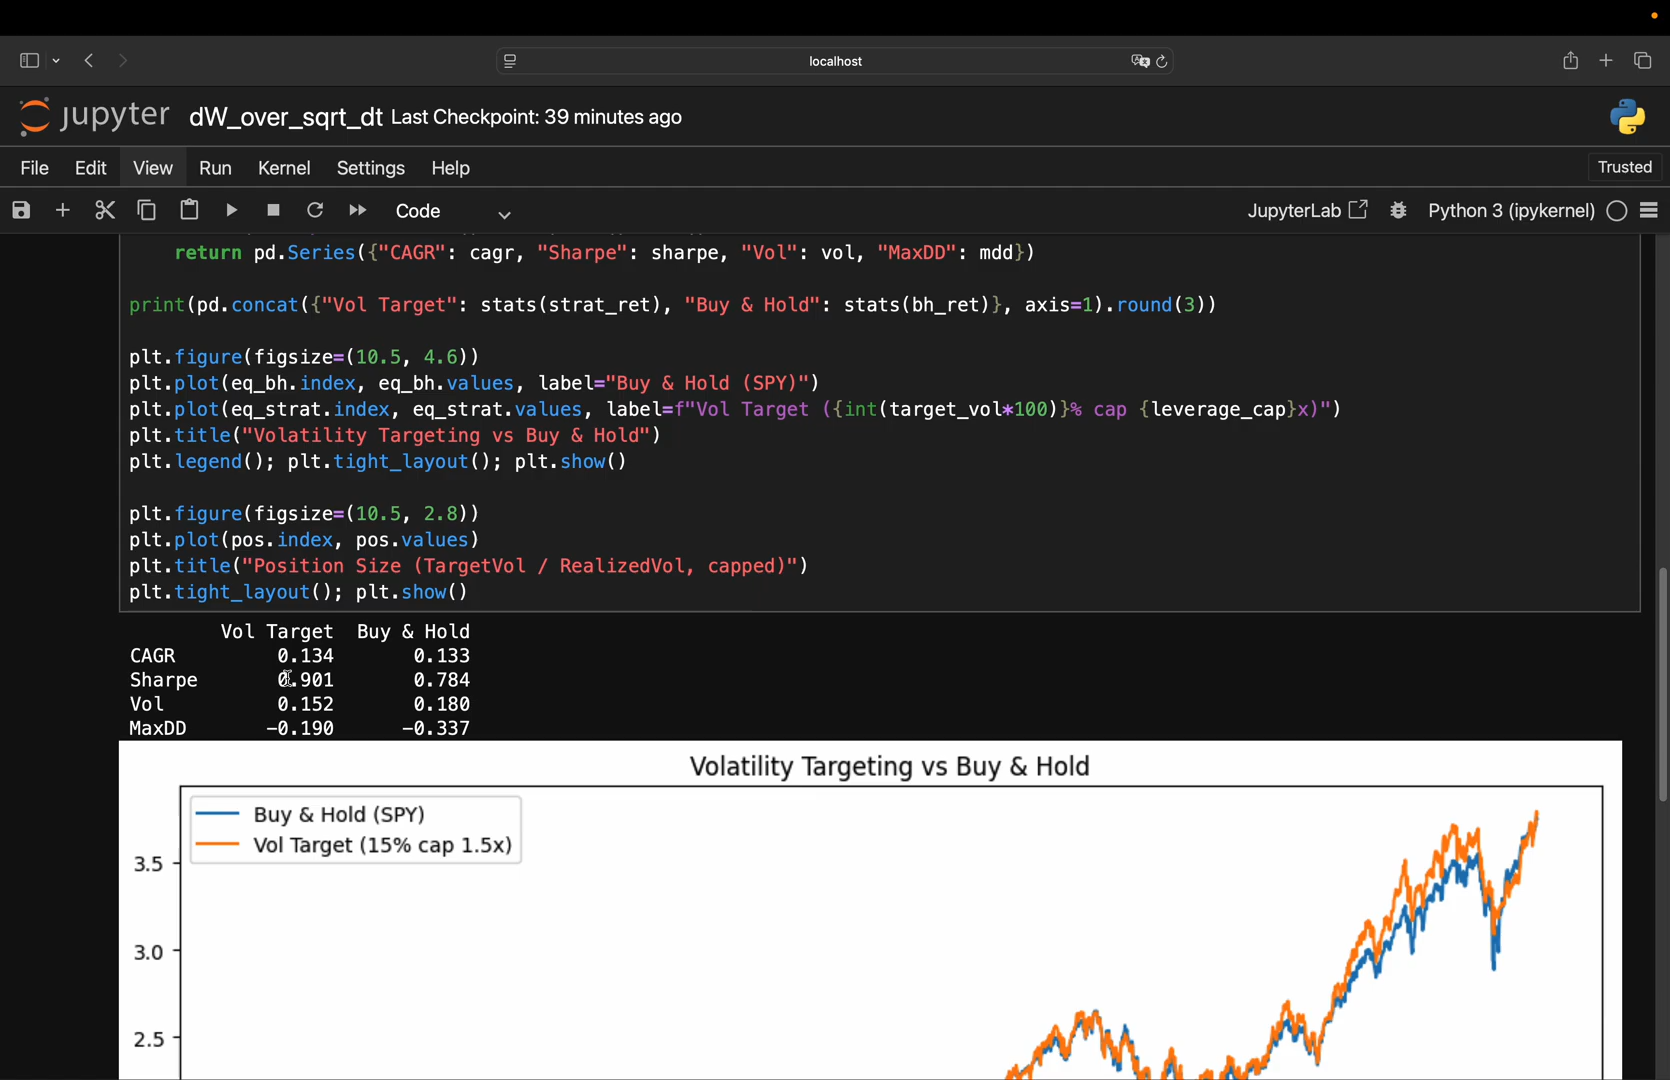 localhost
jupyter dW_over_sqrt_dt Last Checkpoint: 39 minutes ago
File Edit View Run Kernel Settings Help Trusted
Code JupyterLab Python 3 (ipykernel)
return pd.Series({"CAGR": cagr, "Sharpe": sharpe, "Vol": vol, "MaxDD": mdd})
print(pd.concat({"Vol Target": stats(strat_ret), "Buy & Hold": stats(bh_ret)}, axis=1).round(3))
plt.figure(figsize=(10.5, 4.6))
plt.plot(eq_bh.index, eq_bh.values, label="Buy & Hold (SPY)")
plt.plot(eq_strat.index, eq_strat.values, label=f"Vol Target ({int(target_vol*100)}% cap {leverage_cap}x)")
plt.title("Volatility Targeting vs Buy & Hold")
plt.legend(); plt.tight_layout(); plt.show()
plt.figure(figsize=(10.5, 2.8))
plt.plot(pos.index, pos.values)
plt.title("Position Size (TargetVol / RealizedVol, capped)")
plt.tight_layout(); plt.show()
Vol Target Buy & Hold
CAGR 0.134 0.133
Sharpe 0.901 0.784
Vol 0.152 0.180
MaxDD -0.190 -0.337
Volatility Targeting vs Buy & Hold
Buy & Hold (SPY)
Vol Target (15% cap 1.5x)
3.5
3.0
2.5